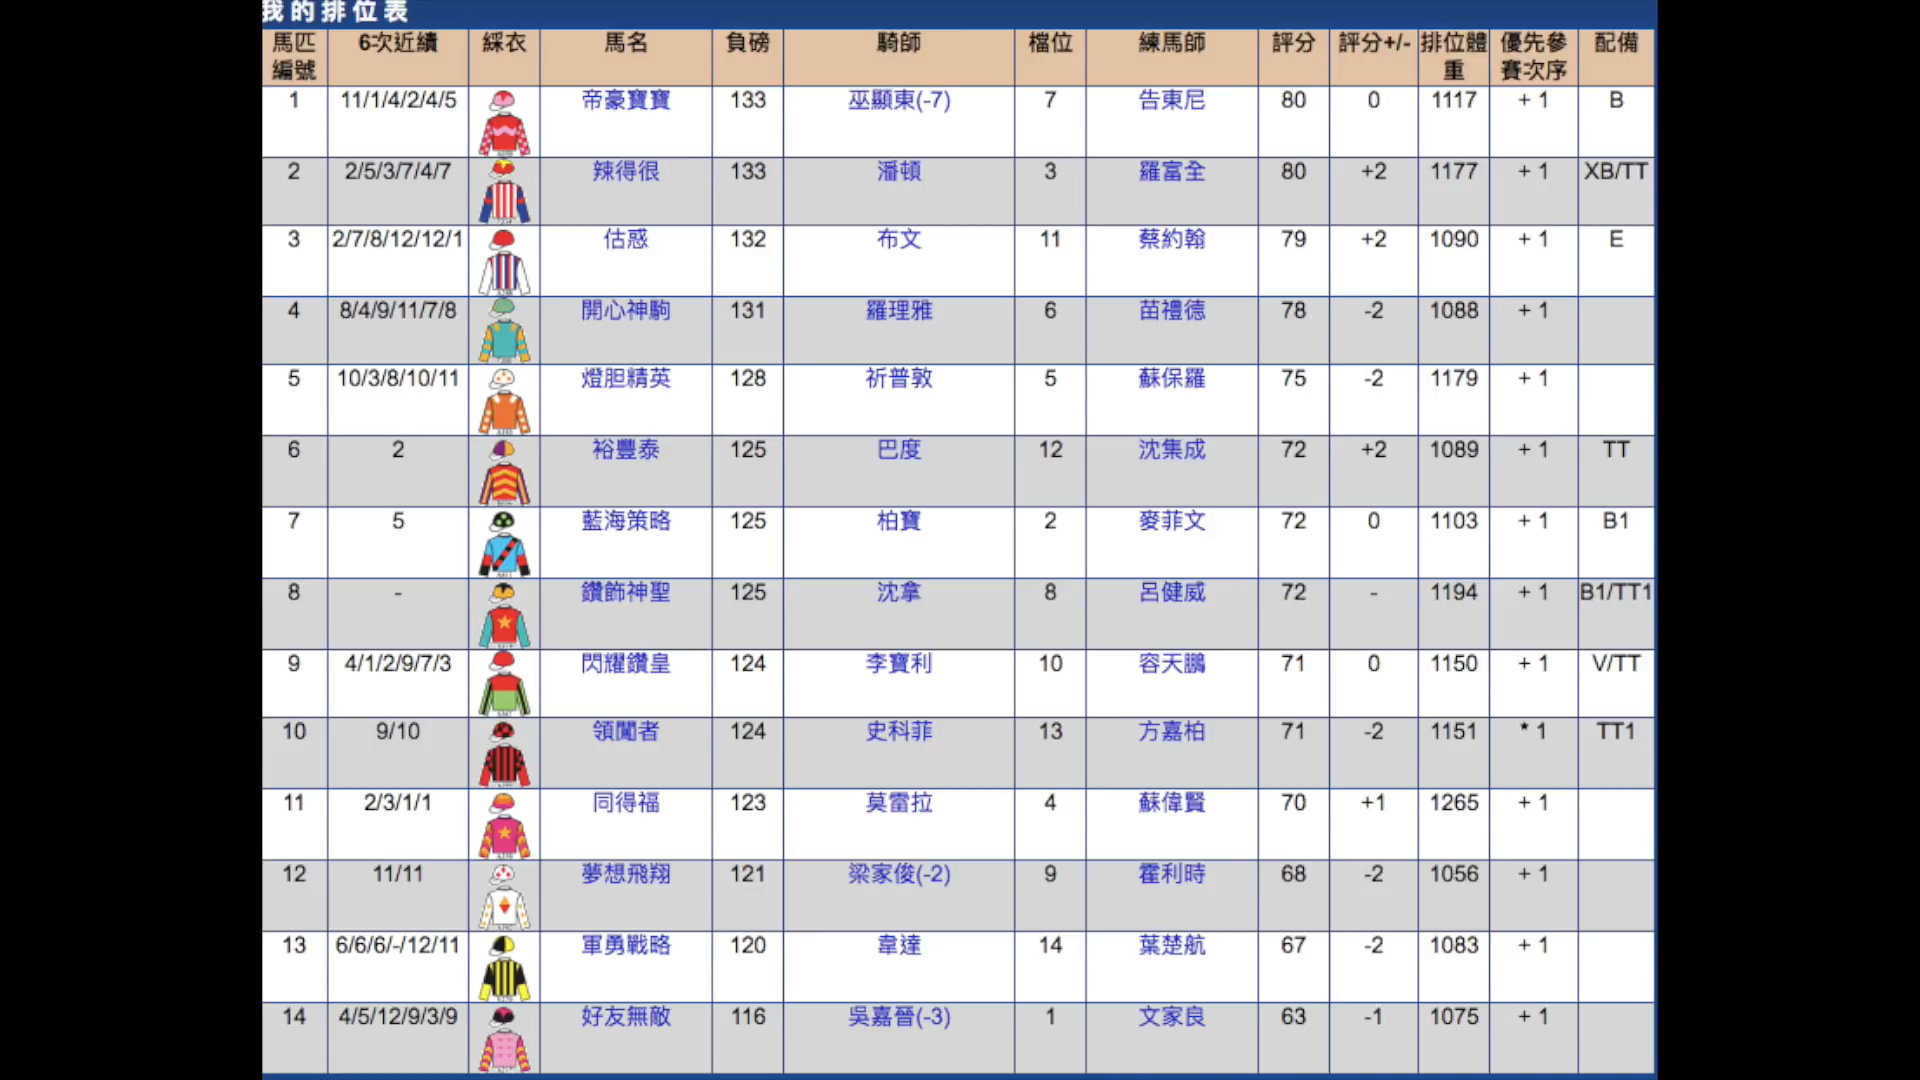 我的排位表
馬匹編號 6次近績 綵衣 馬名 負磅 騎師 檔位 練馬師 評分 評分+/- 排位體重 優先參賽次序 配備
1 11/1/4/2/4/5 帝豪寶寶 133 巫顯東(-7) 7 告東尼 80 0 1117 + 1 B
2 2/5/3/7/4/7 辣得很 133 潘頓 3 羅富全 80 +2 1177 + 1 XB/TT
3 2/7/8/12/12/1 估惑 132 布文 11 蔡約翰 79 +2 1090 + 1 E
4 8/4/9/11/7/8 開心神駒 131 羅理雅 6 苗禮德 78 -2 1088 + 1
5 10/3/8/10/11 燈胆精英 128 祈普敦 5 蘇保羅 75 -2 1179 + 1
6 2 裕豐泰 125 巴度 12 沈集成 72 +2 1089 + 1 TT
7 5 藍海策略 125 柏寶 2 麥菲文 72 0 1103 + 1 B1
8 - 鑽飾神聖 125 沈拿 8 呂健威 72 - 1194 + 1 B1/TT1
9 4/1/2/9/7/3 閃耀鑽皇 124 李寶利 10 容天鵬 71 0 1150 + 1 V/TT
10 9/10 領闖者 124 史科菲 13 方嘉柏 71 -2 1151 * 1 TT1
11 2/3/1/1 同得福 123 莫雷拉 4 蘇偉賢 70 +1 1265 + 1
12 11/11 夢想飛翔 121 梁家俊(-2) 9 霍利時 68 -2 1056 + 1
13 6/6/6/-/12/11 軍勇戰略 120 韋達 14 葉楚航 67 -2 1083 + 1
14 4/5/12/9/3/9 好友無敵 116 吳嘉晉(-3) 1 文家良 63 -1 1075 + 1